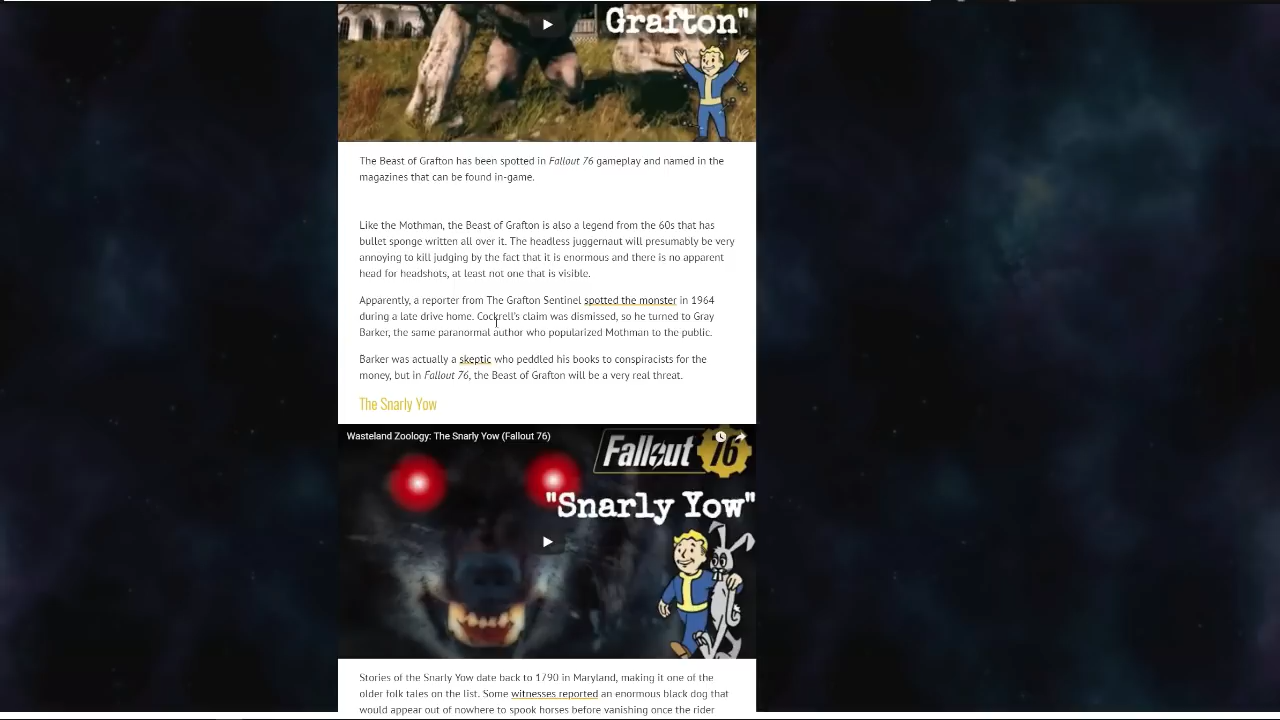 Grafton"
The Beast of Grafton has been spotted in Fallout 76 gameplay and named in the
magazines that can be found in-game.
Like the Mothman, the Beast of Grafton is also a legend from the 60s that has
bullet sponge written all over it. The headless juggernaut will presumably be very
annoying to kill judging by the fact that it is enormous and there is no apparent
head for headshots, at least not one that is visible.
Apparently, a reporter from The Grafton Sentinel spotted the monster in 1964
during a late drive home. Cockrell's claim was dismissed, so he turned to Gray
Barker, the same paranormal author who popularized Mothman to the public.
Barker was actually a skeptic who peddled his books to conspiracists for the
money, but in Fallout 76, the Beast of Grafton will be a very real threat.
The Snarly Yow
Wasteland Zoology: The Snarly Yow (Fallout 76)
Fallout 76
"Snarly Yow"
Stories of the Snarly Yow date back to 1790 in Maryland, making it one of the
older folk tales on the list. Some witnesses reported an enormous black dog that
would appear out of nowhere to spook horses before vanishing once the rider